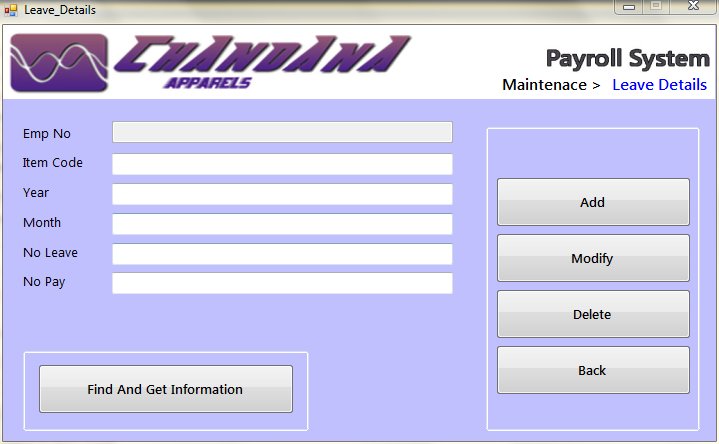 Leave_Details
CHANDANA
APPARELS
Payroll System
Maintenace > Leave Details
Emp No
Item Code
Year
Month
No Leave
No Pay
Add
Modify
Delete
Back
Find And Get Information